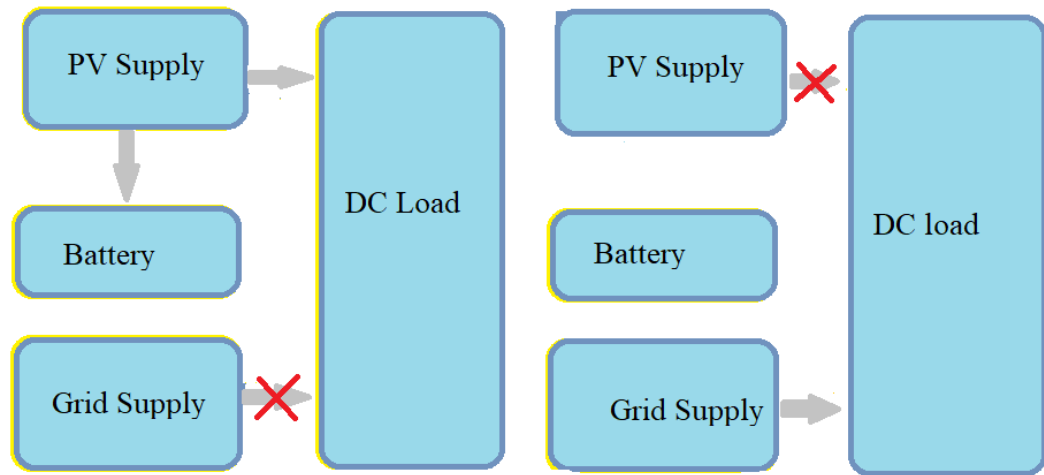 PV Supply
DC Load
Battery
Grid Supply
PV Supply
DC load
Battery
Grid Supply